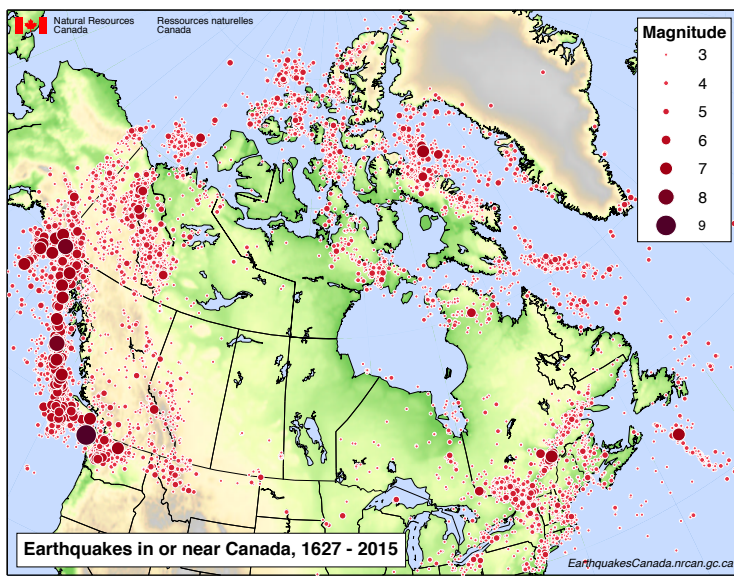 Natural Resources Ressources naturelles
Canada Canada
Magnitude
3
4
5
6
7
8
9
Earthquakes in or near Canada, 1627 - 2015
EarthquakesCanada.nrcan.gc.ca